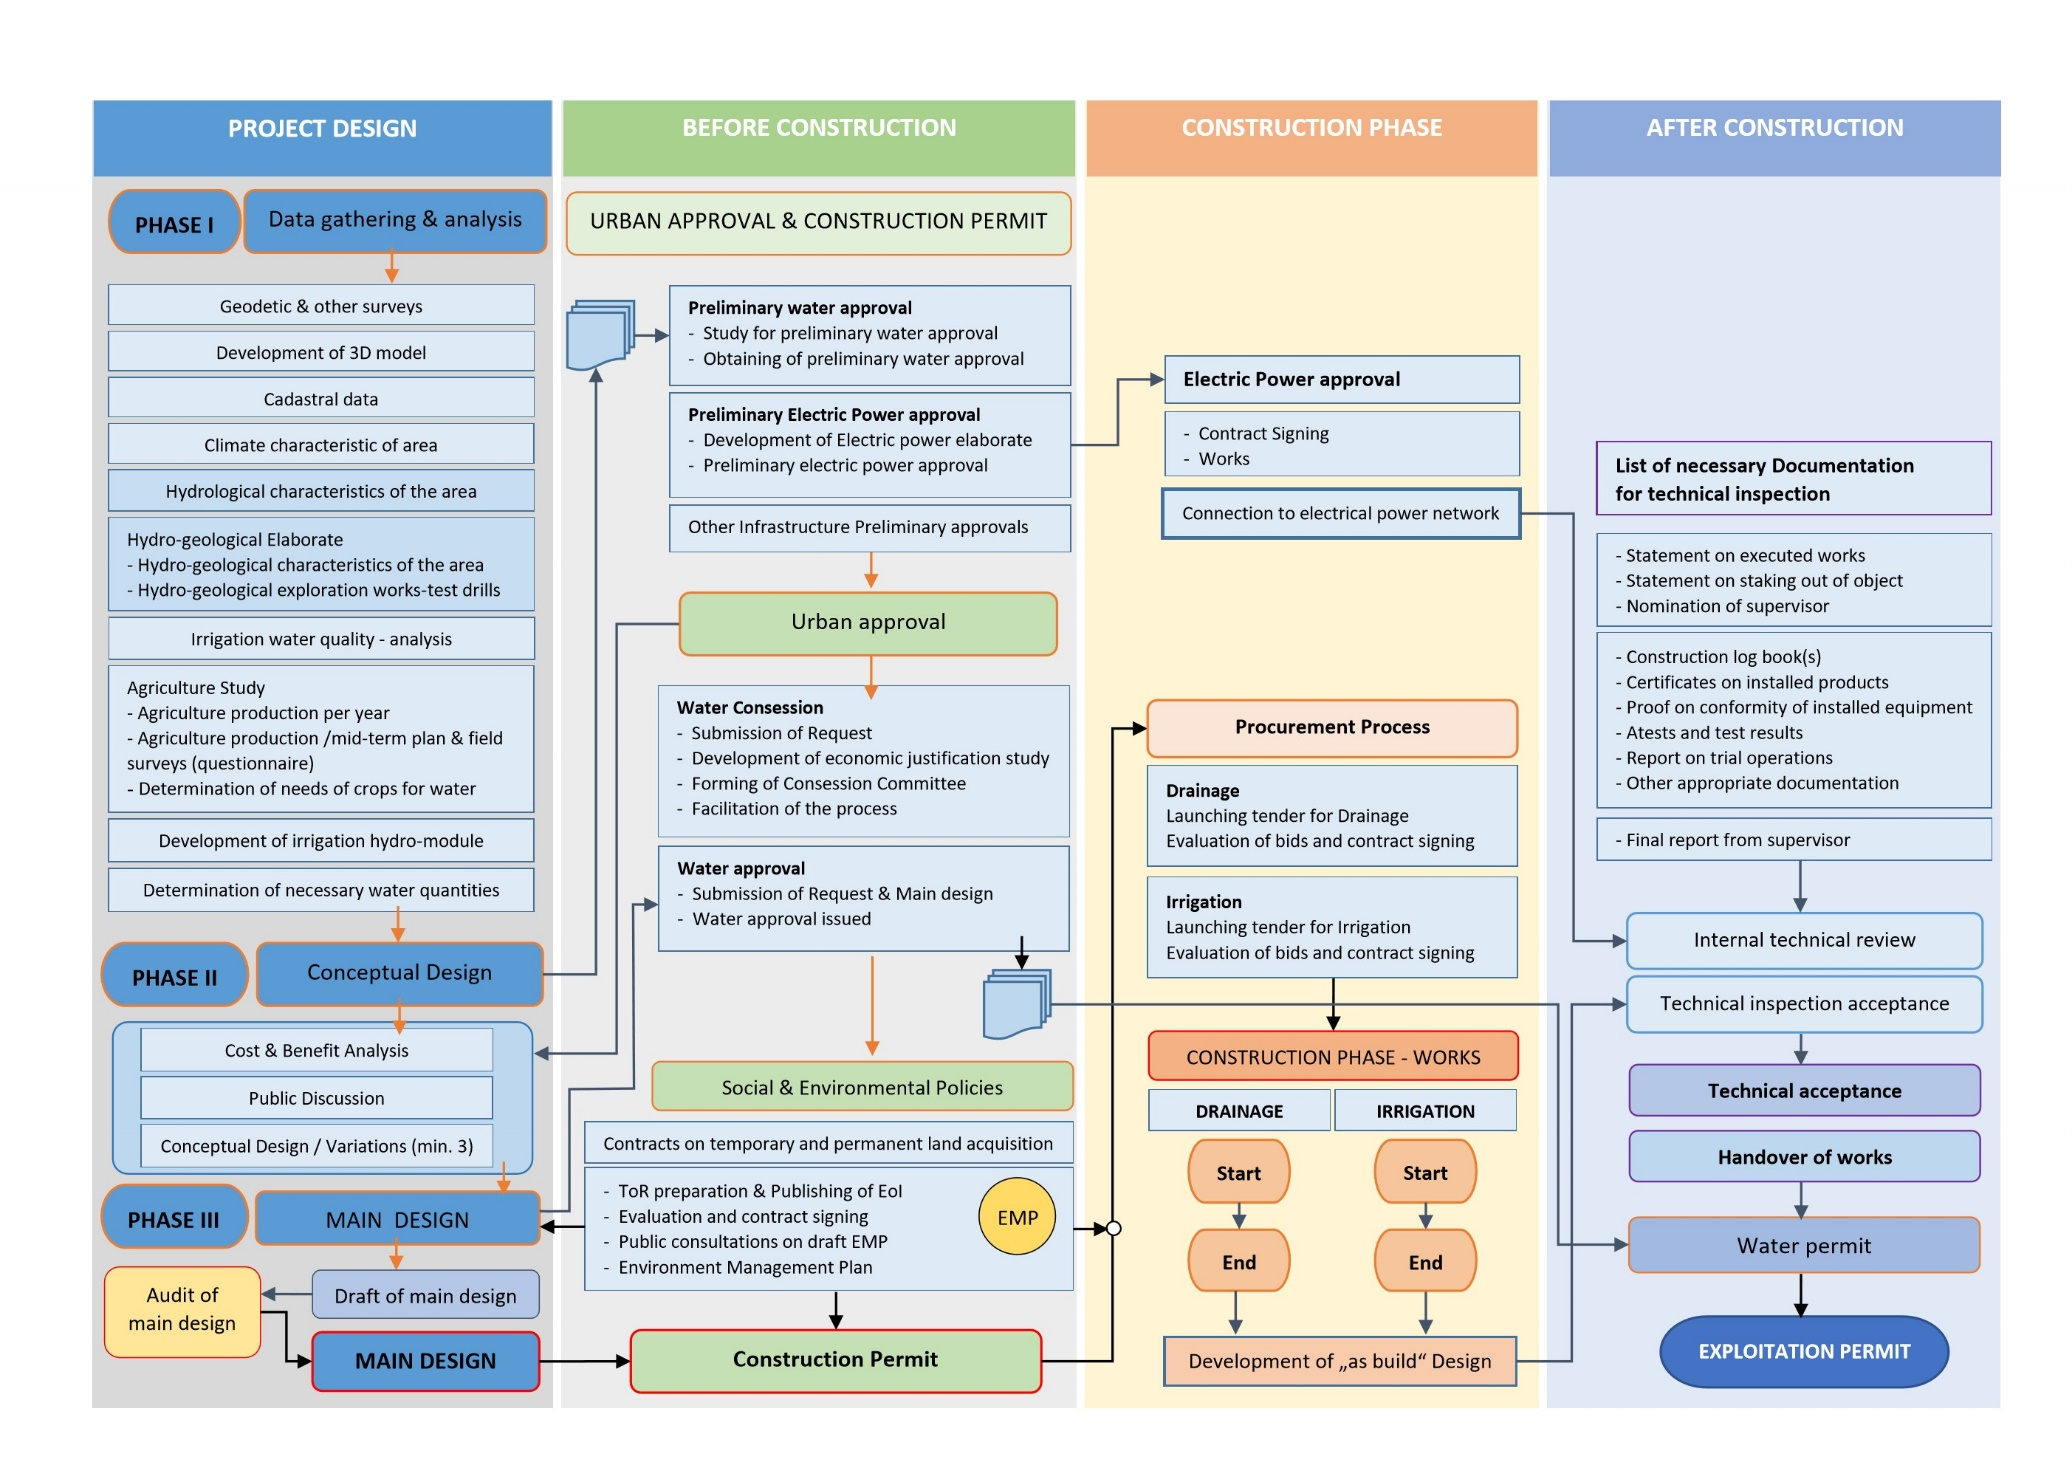 PROJECT DESIGN
PHASE I
Data gathering & analysis
Geodetic & other surveys
Development of 3D model
Cadastral data
Climate characteristic of area
Hydrological characteristics of the area
Hydro-geological Elaborate
- Hydro-geological characteristics of the area
- Hydro-geological exploration works-test drills
Irrigation water quality - analysis
Agriculture Study
- Agriculture production per year
- Agriculture production /mid-term plan & field
surveys (questionnaire)
- Determination of needs of crops for water
Development of irrigation hydro-module
Determination of necessary water quantities
PHASE II
Conceptual Design
Cost & Benefit Analysis
Public Discussion
Conceptual Design / Variations (min. 3)
PHASE III
MAIN DESIGN
Audit of
main design
Draft of main design
MAIN DESIGN
BEFORE CONSTRUCTION
URBAN APPROVAL & CONSTRUCTION PERMIT
Preliminary water approval
- Study for preliminary water approval
- Obtaining of preliminary water approval
Preliminary Electric Power approval
- Development of Electric power elaborate
- Preliminary electric power approval
Other Infrastructure Preliminary approvals
Urban approval
Water Consession
- Submission of Request
- Development of economic justification study
- Forming of Consession Committee
- Facilitation of the process
Water approval
- Submission of Request & Main design
- Water approval issued
Social & Environmental Policies
Contracts on temporary and permanent land acquisition
- ToR preparation & Publishing of EoI
- Evaluation and contract signing
- Public consultations on draft EMP
- Environment Management Plan
EMP
Construction Permit
CONSTRUCTION PHASE
Electric Power approval
- Contract Signing
- Works
Connection to electrical power network
Procurement Process
Drainage
Launching tender for Drainage
Evaluation of bids and contract signing
Irrigation
Launching tender for Irrigation
Evaluation of bids and contract signing
CONSTRUCTION PHASE - WORKS
DRAINAGE
IRRIGATION
Start
Start
End
End
Development of „as build“ Design
AFTER CONSTRUCTION
List of necessary Documentation
for technical inspection
- Statement on executed works
- Statement on staking out of object
- Nomination of supervisor
- Construction log book(s)
- Certificates on installed products
- Proof on conformity of installed equipment
- Atests and test results
- Report on trial operations
- Other appropriate documentation
- Final report from supervisor
Internal technical review
Technical inspection acceptance
Technical acceptance
Handover of works
Water permit
EXPLOITATION PERMIT